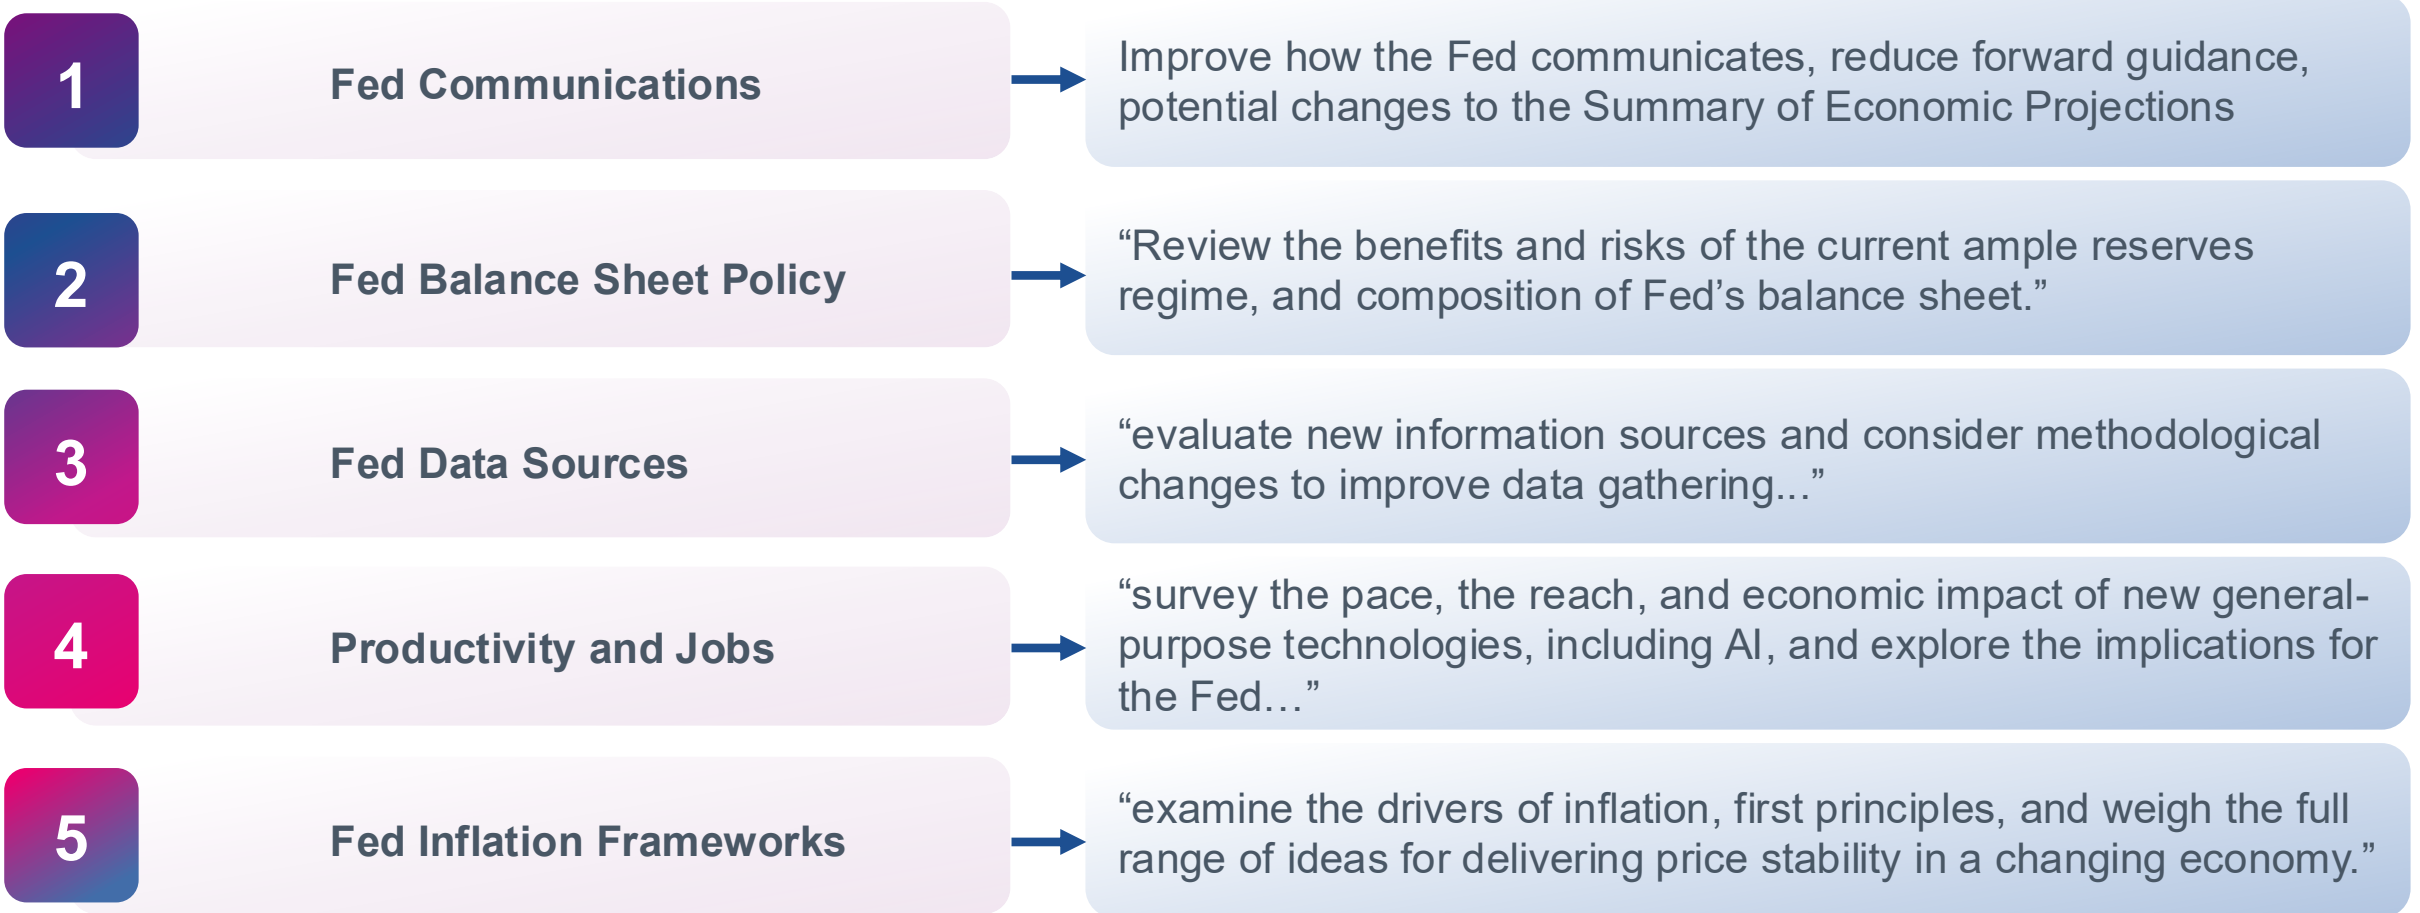 1
Fed Communications
Improve how the Fed communicates, reduce forward guidance,
potential changes to the Summary of Economic Projections
2
Fed Balance Sheet Policy
“Review the benefits and risks of the current ample reserves
regime, and composition of Fed’s balance sheet.”
3
Fed Data Sources
“evaluate new information sources and consider methodological
changes to improve data gathering...”
4
Productivity and Jobs
“survey the pace, the reach, and economic impact of new general-
purpose technologies, including AI, and explore the implications for
the Fed…”
5
Fed Inflation Frameworks
“examine the drivers of inflation, first principles, and weigh the full
range of ideas for delivering price stability in a changing economy.”